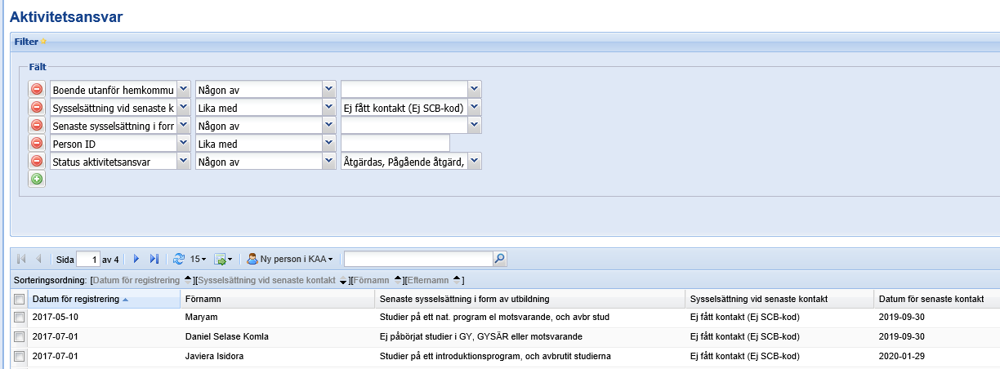 Aktivitetsansvar
Filter
Fält
Boende utanför hemkommu Någon av
Sysselsättning vid senaste k Lika med Ej fått kontakt (Ej SCB-kod)
Senaste sysselsättning i forr Någon av
Person ID Lika med
Status aktivitetsansvar Någon av Åtgärdas, Pågående åtgärd,
Sida 1 av 4 15 Ny person i KAA
Sorteringsordning: [Datum för registrering ][Sysselsättning vid senaste kontakt ][Förnamn ][Efternamn ]
Datum för registrering Förnamn Senaste sysselsättning i form av utbildning Sysselsättning vid senaste kontakt Datum för senaste kontakt
2017-05-10 Maryam Studier på ett nat. program el motsvarande, och avbr stud Ej fått kontakt (Ej SCB-kod) 2019-09-30
2017-07-01 Daniel Selase Komla Ej påbörjat studier i GY, GYSÄR eller motsvarande Ej fått kontakt (Ej SCB-kod) 2019-09-30
2017-07-01 Javiera Isidora Studier på ett introduktionsprogram, och avbrutit studierna Ej fått kontakt (Ej SCB-kod) 2020-01-29